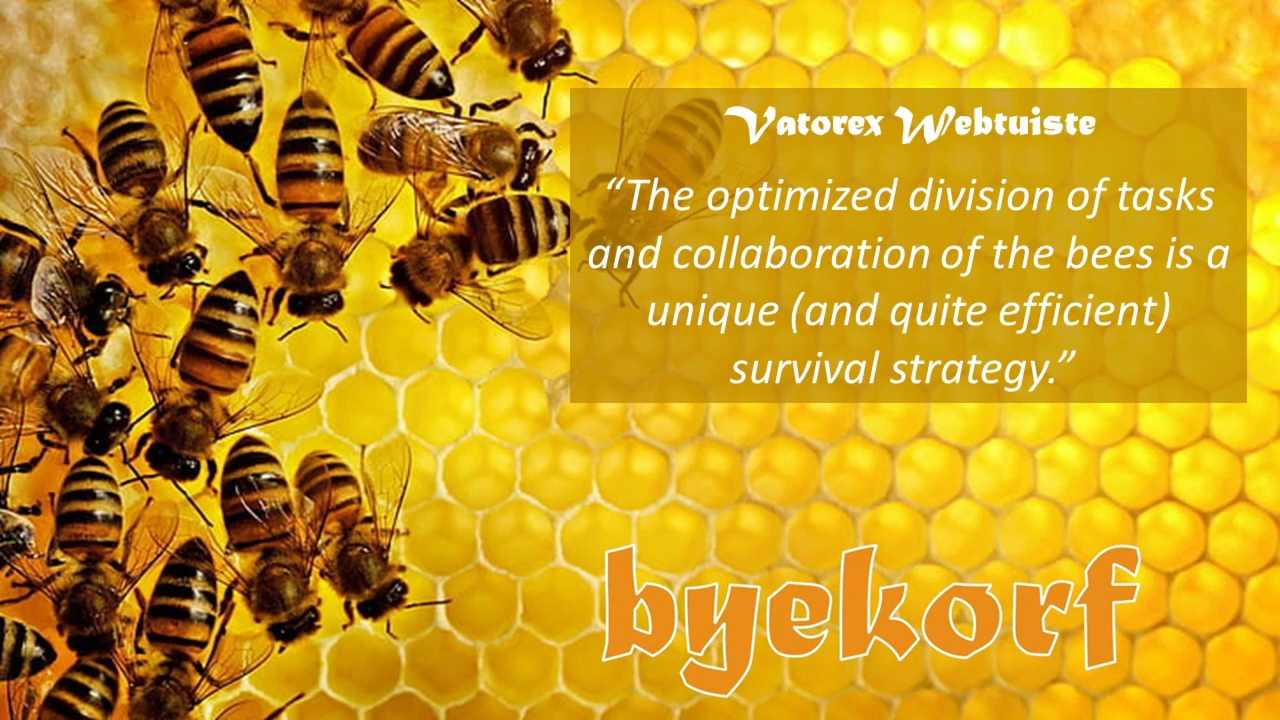 Vatorex Webtuiste
“The optimized division of tasks
and collaboration of the bees is a
unique (and quite efficient)
survival strategy.”
byekorf